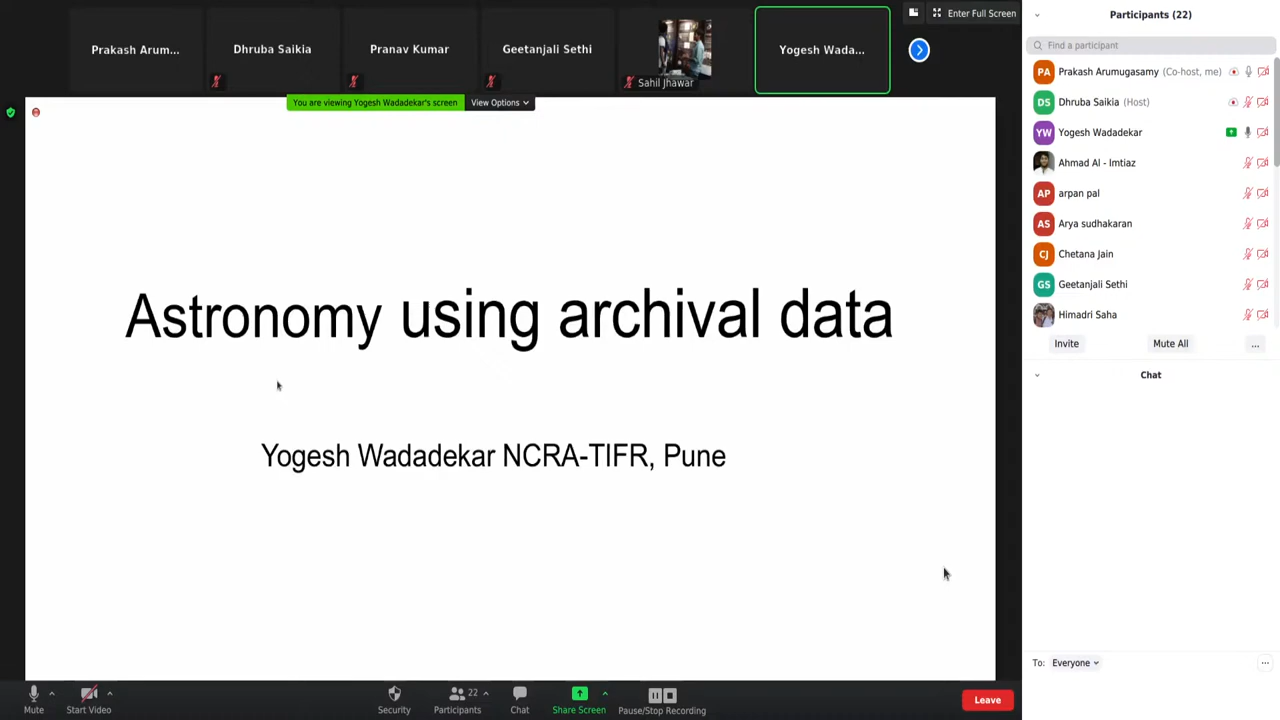 Prakash Arum...
Dhruba Saikia
Pranav Kumar
Geetanjali Sethi
Sahil Jhawar
Yogesh Wada...
Enter Full Screen
You are viewing Yogesh Wadadekar's screen
View Options
Astronomy using archival data
Yogesh Wadadekar NCRA-TIFR, Pune
Participants (22)
Find a participant
PA Prakash Arumugasamy (Co-host, me)
DS Dhruba Saikia (Host)
YW Yogesh Wadadekar
Ahmad Al - Imtiaz
AP arpan pal
AS Arya sudhakaran
CJ Chetana Jain
GS Geetanjali Sethi
Himadri Saha
Invite
Mute All
...
Chat
To: Everyone
Mute
Start Video
Security
22
Participants
Chat
Share Screen
Pause/Stop Recording
Leave